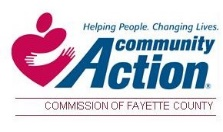 Helping People. Changing Lives.
community
Action®
COMMISSION OF FAYETTE COUNTY